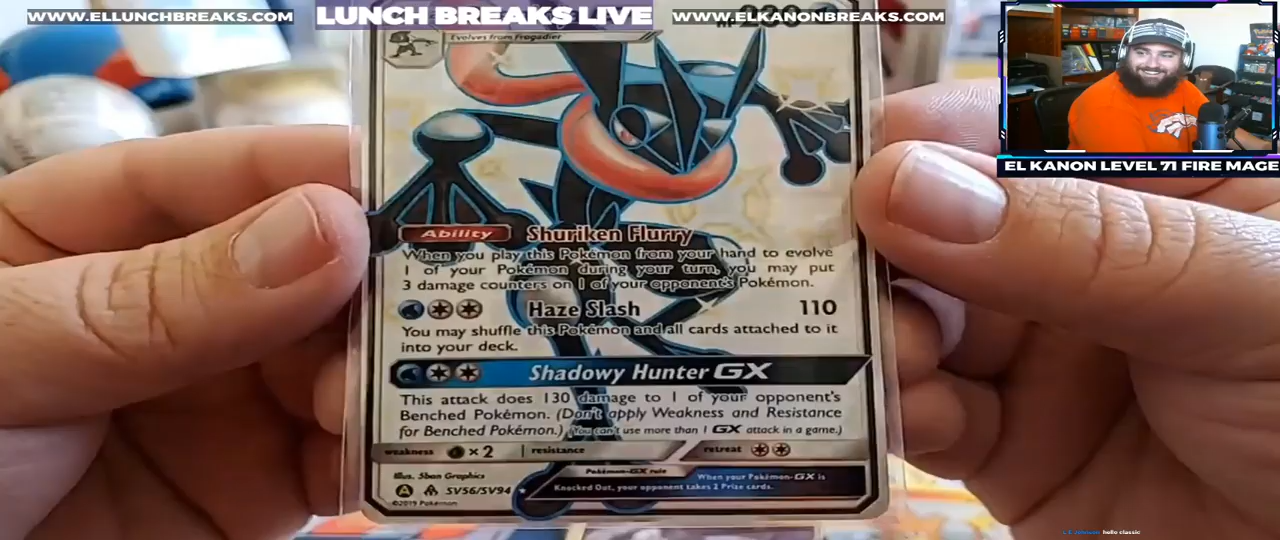 WWW.ELLUNCHBREAKS.COM
LUNCH BREAKS LIVE
WWW.ELKANONBREAKS.COM
Evolves from Frogadier
EL KANON LEVEL 71 FIRE MAGE
Ability Shuriken Flurry
When you play this Pokémon from your hand to evolve
1 of your Pokémon during your turn, you may put
3 damage counters on 1 of your opponent's Pokémon.
Haze Slash 110
You may shuffle this Pokémon and all cards attached to it
into your deck.
Shadowy Hunter GX
This attack does 130 damage to 1 of your opponent's
Benched Pokémon. (Don't apply Weakness and Resistance
for Benched Pokémon.) (You can't use more than 1 GX attack in a game.)
weakness ×2 resistance retreat
Illus. 5ban Graphics
Pokémon-GX rule
When your Pokémon-GX is
Knocked Out, your opponent takes 2 Prize cards.
A SV56/SV94
©2019 Pokémon
hello classic